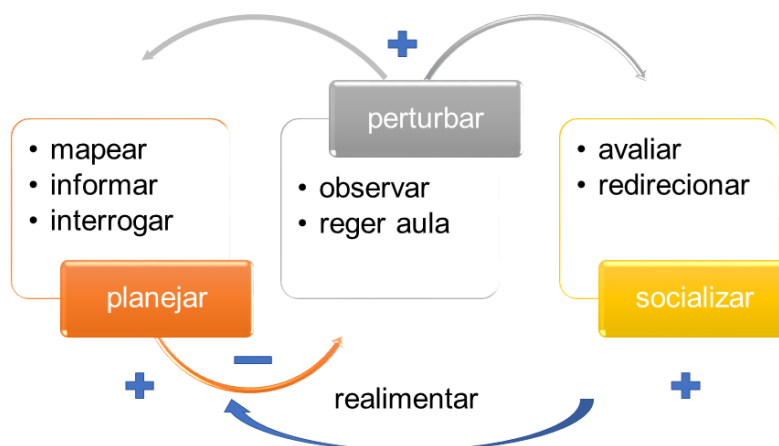 +
• mapear
• informar
• interrogar
planejar
+
−
perturbar
• observar
• reger aula
• avaliar
• redirecionar
socializar
+
realimentar